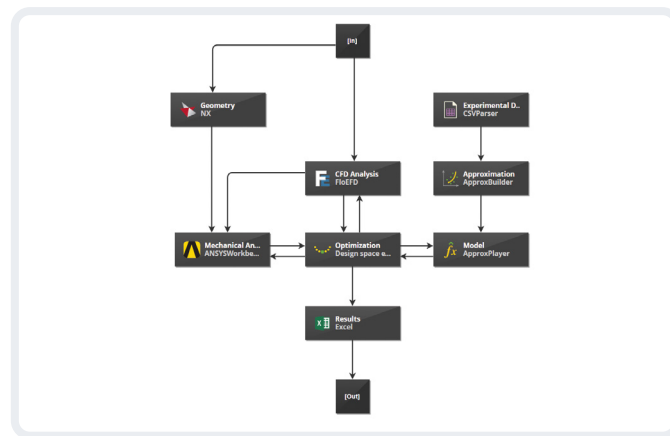 [In]
Geometry
NX
Experimental D..
CSVParser
CFD Analysis
FloEFD
Approximation
ApproxBuilder
Mechanical An...
ANSYSWorkbe...
Optimization
Design space e...
Model
ApproxPlayer
Results
Excel
[Out]